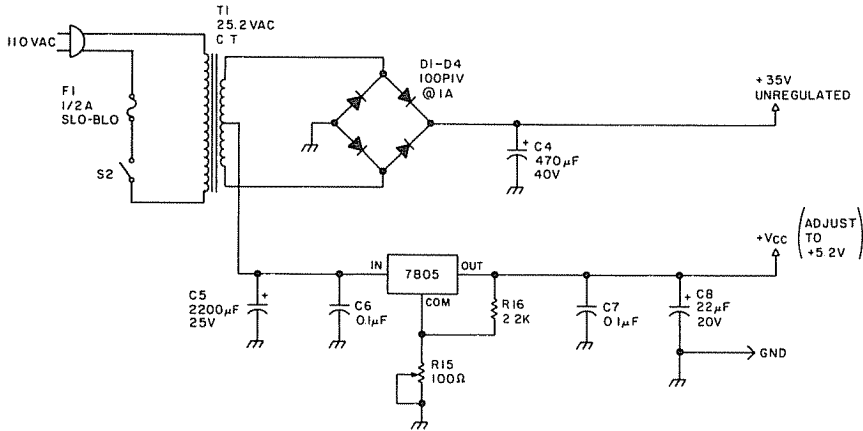 T1
25.2VAC
C T
110VAC
F1
1/2A
SLO-BLO
S2
D1-D4
100PIV
@ 1A
+35V
UNREGULATED
+ C4
470µF
40V
+VCC (ADJUST TO +5.2V)
IN 7805 OUT
COM
C5 +
2200µF
25V
C6
0.1µF
R16
2.2K
C7
0.1µF
+ C8
22µF
20V
R15
100Ω
GND